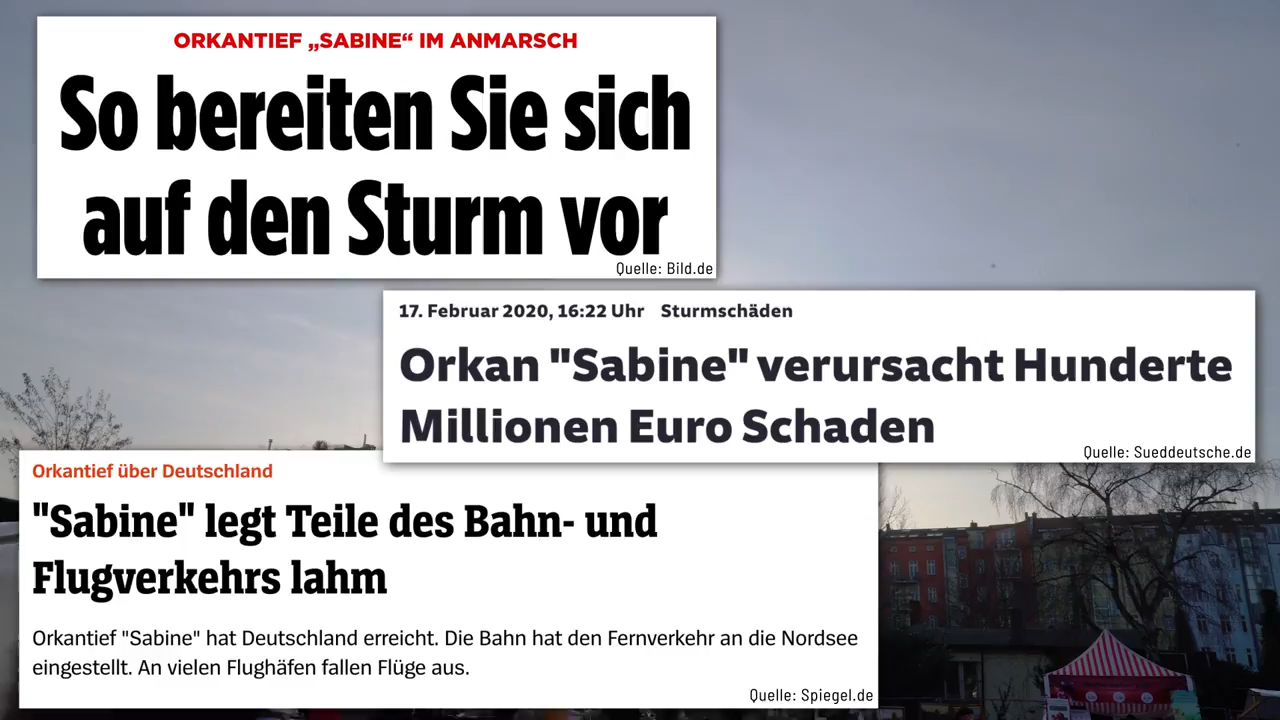 ORKANTIEF „SABINE“ IM ANMARSCH
So bereiten Sie sich
auf den Sturm vor
Quelle: Bild.de
17. Februar 2020, 16:22 Uhr Sturmschäden
Orkan "Sabine" verursacht Hunderte
Millionen Euro Schaden
Quelle: Sueddeutsche.de
Orkantief über Deutschland
"Sabine" legt Teile des Bahn- und
Flugverkehrs lahm
Orkantief "Sabine" hat Deutschland erreicht. Die Bahn hat den Fernverkehr an die Nordsee
eingestellt. An vielen Flughäfen fallen Flüge aus.
Quelle: Spiegel.de